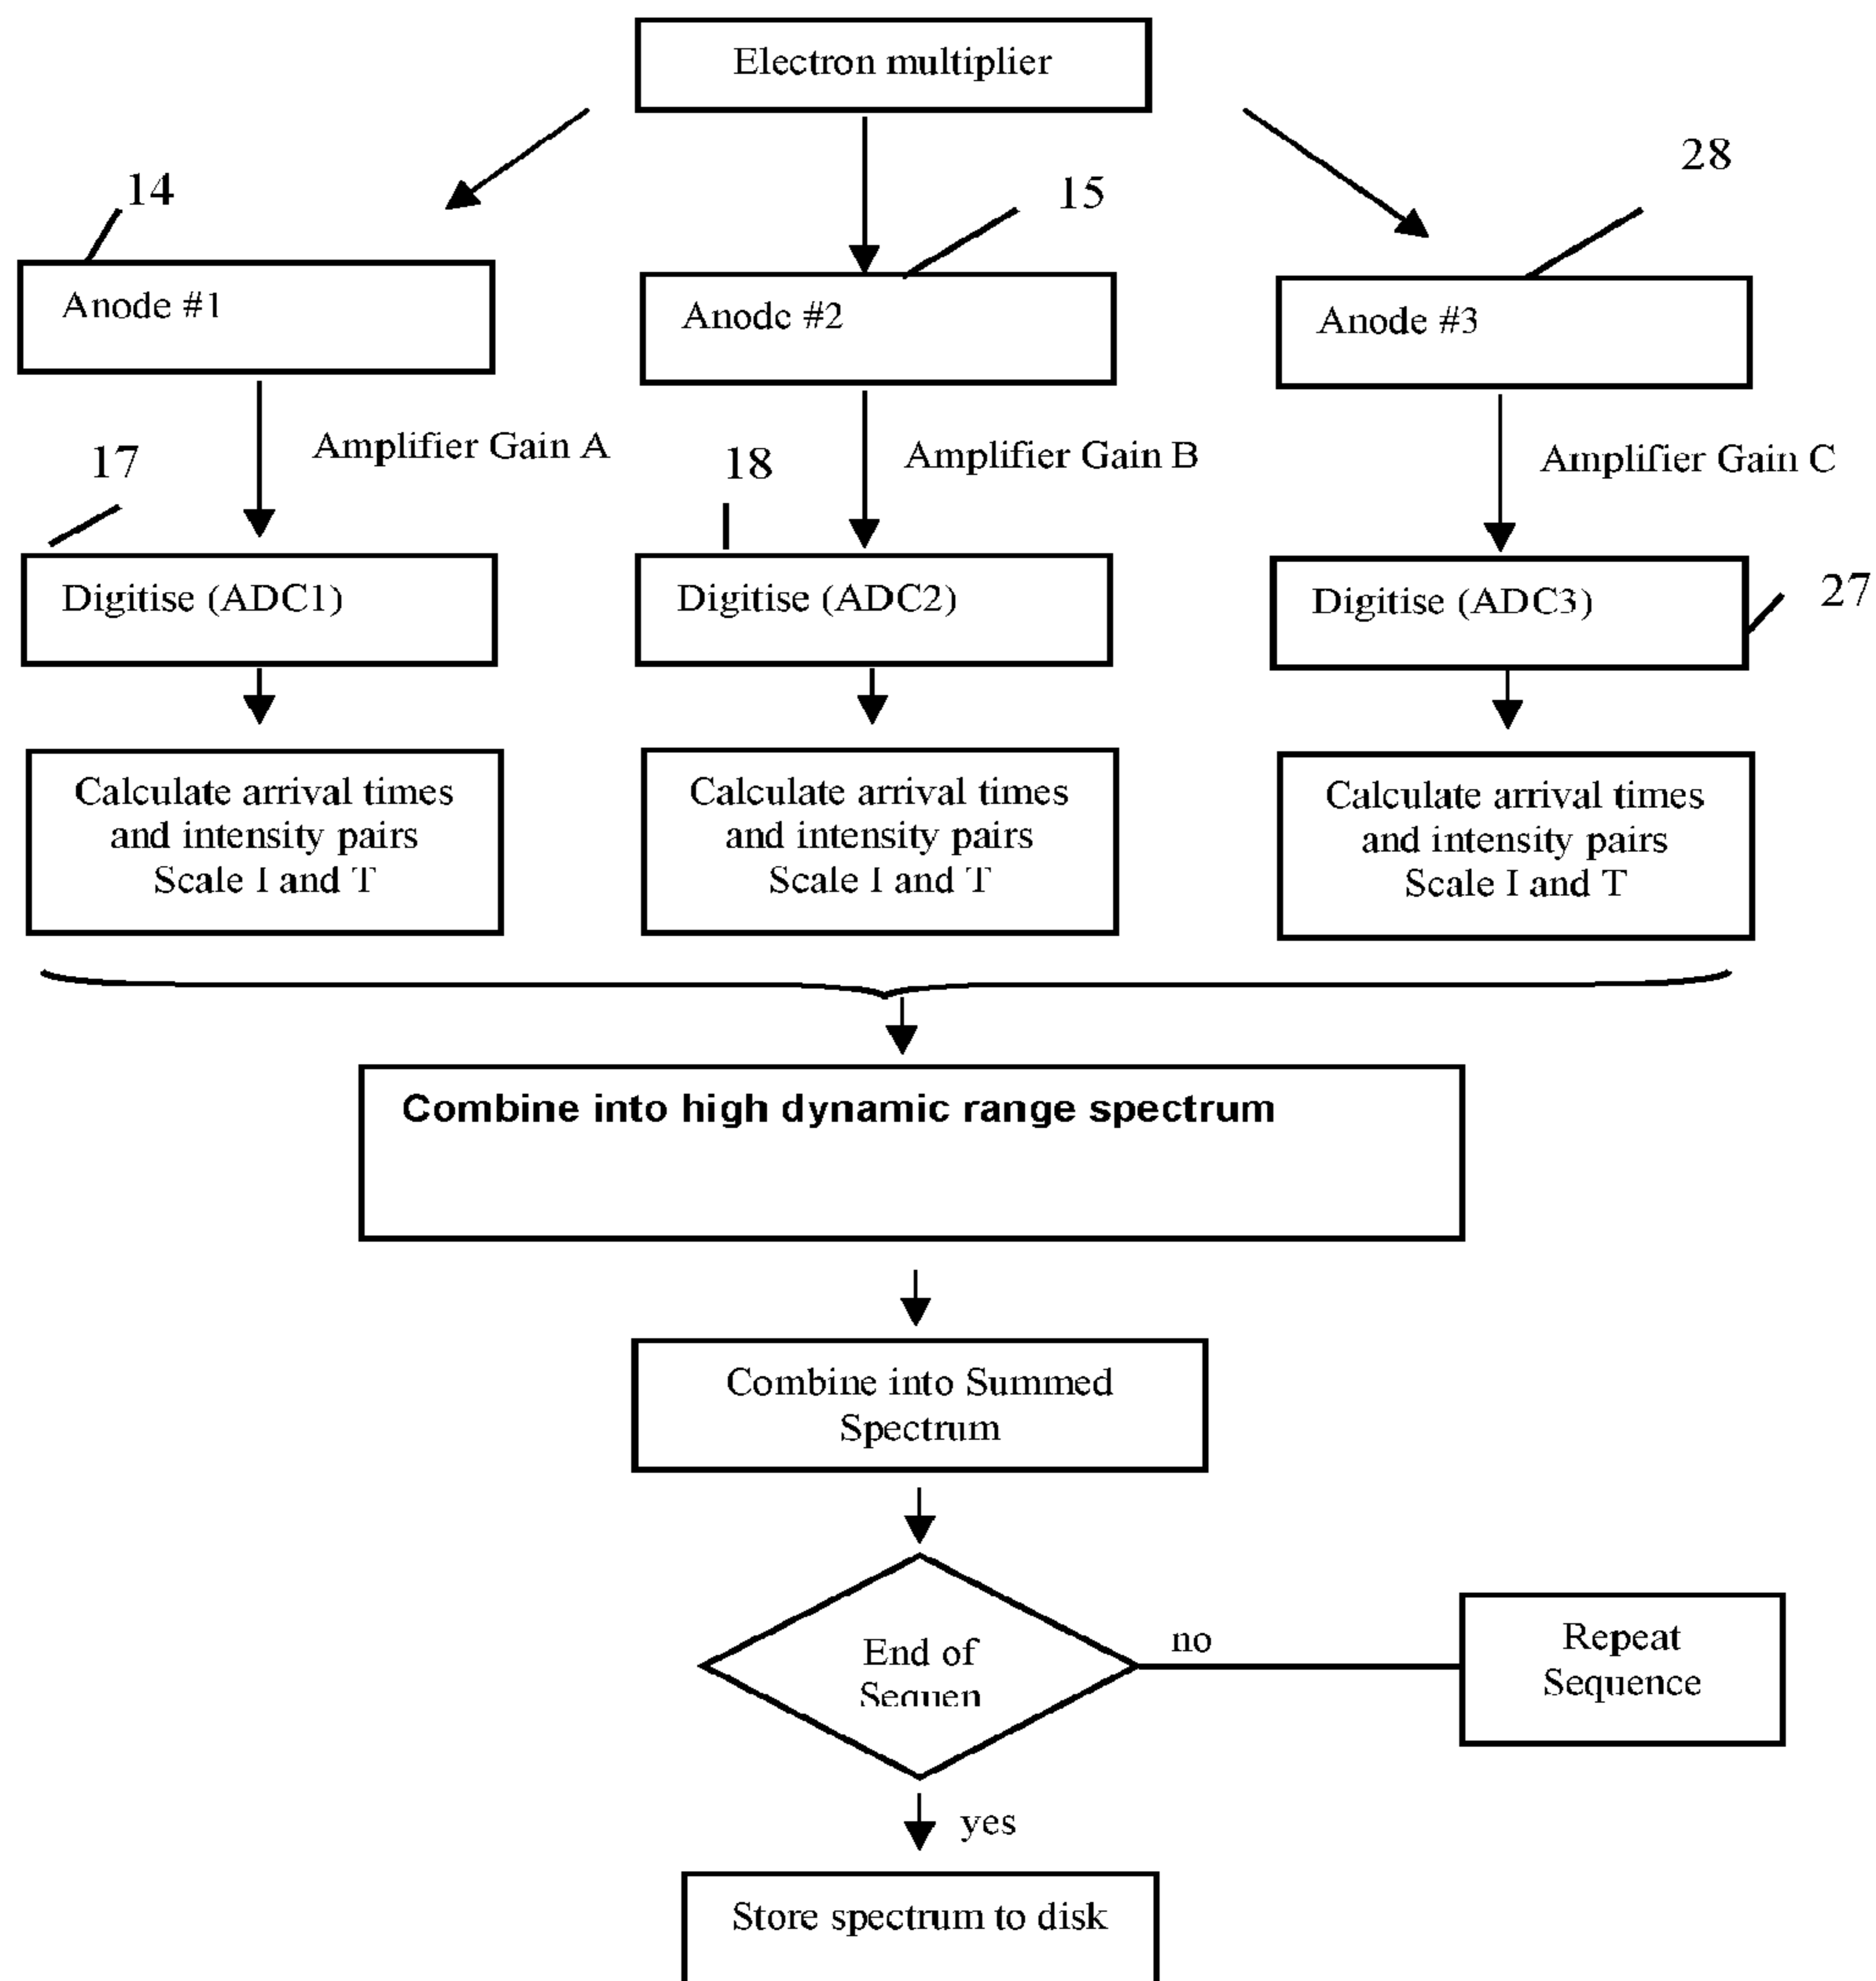 Electron multiplier
14
15
28
Anode #1
Anode #2
Anode #3
17
Amplifier Gain A
18
Amplifier Gain B
Amplifier Gain C
Digitise (ADC1)
Digitise (ADC2)
Digitise (ADC3)
27
Calculate arrival times
and intensity pairs
Scale I and T
Calculate arrival times
and intensity pairs
Scale I and T
Calculate arrival times
and intensity pairs
Scale I and T
Combine into high dynamic range spectrum
Combine into Summed
Spectrum
End of
Sequen
no
Repeat
Sequence
yes
Store spectrum to disk